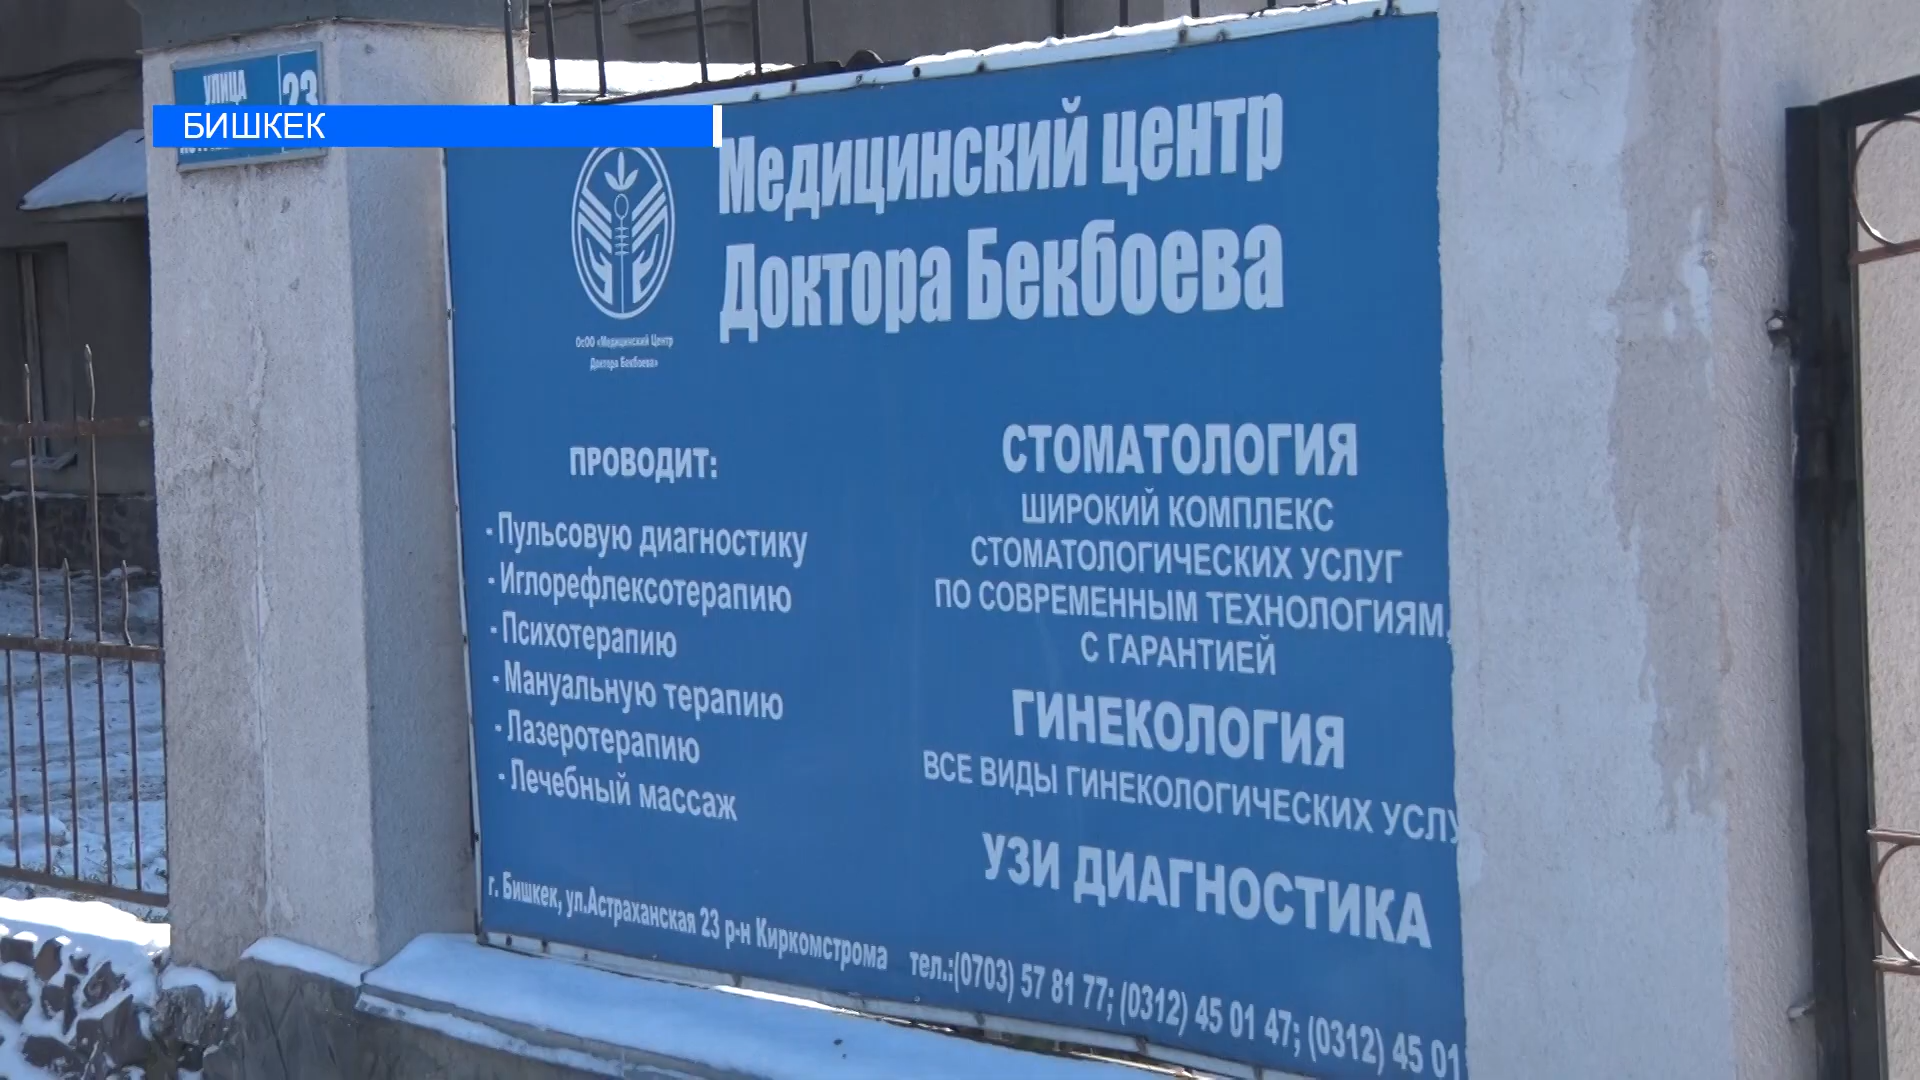 УЛИЦА
23
БИШКЕК
Медицинский центр
Доктора Бекбоева
ОсОО «Медицинский Центр
Доктора Бекбоева»
ПРОВОДИТ:
- Пульсовую диагностику
- Иглорефлексотерапию
- Психотерапию
- Мануальную терапию
- Лазеротерапию
- Лечебный массаж
СТОМАТОЛОГИЯ
ШИРОКИЙ КОМПЛЕКС
СТОМАТОЛОГИЧЕСКИХ УСЛУГ
ПО СОВРЕМЕННЫМ ТЕХНОЛОГИЯМ,
С ГАРАНТИЕЙ
ГИНЕКОЛОГИЯ
ВСЕ ВИДЫ ГИНЕКОЛОГИЧЕСКИХ УСЛУ
УЗИ ДИАГНОСТИКА
г. Бишкек, ул.Астраханская 23 р-н Киркомстрома тел.:(0703) 57 81 77; (0312) 45 01 47; (0312) 45 01